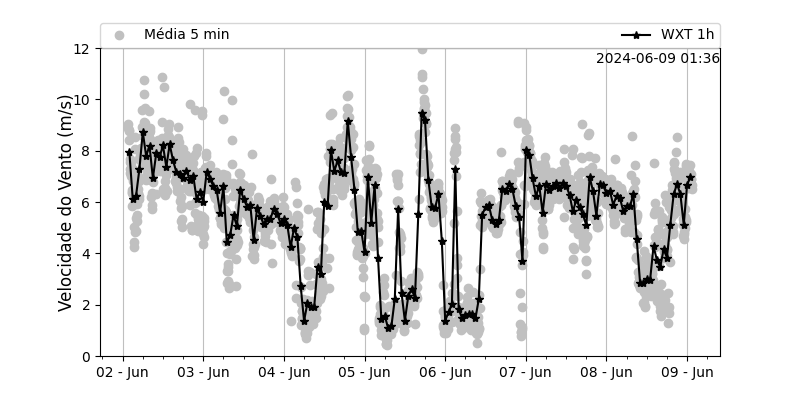 Média 5 min
WXT 1h
2024-06-09 01:36
Velocidade do Vento (m/s)
12
10
8
6
4
2
0
02 - Jun
03 - Jun
04 - Jun
05 - Jun
06 - Jun
07 - Jun
08 - Jun
09 - Jun